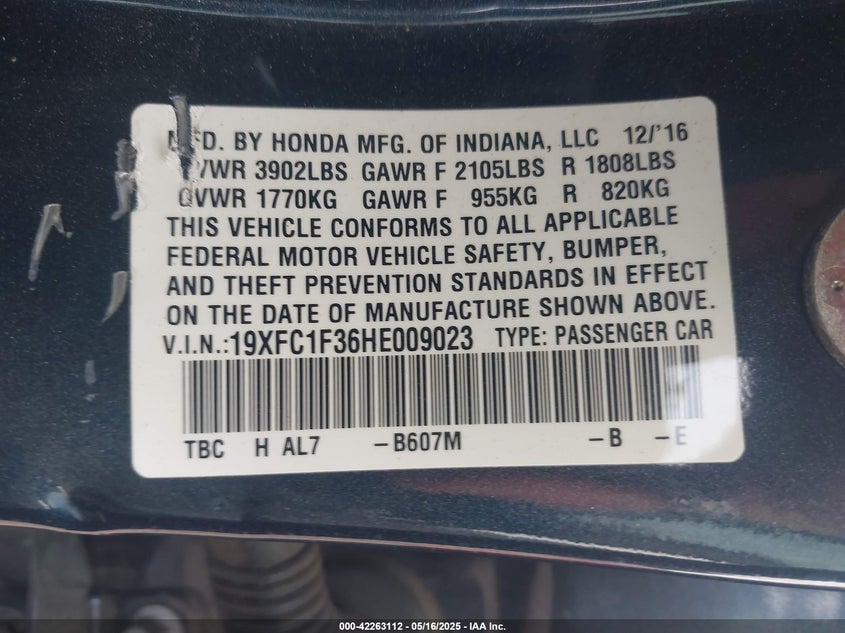 MFD. BY HONDA MFG. OF INDIANA, LLC 12/'16
GVWR 3902LBS GAWR F 2105LBS R 1808LBS
GVWR 1770KG GAWR F 955KG R 820KG
THIS VEHICLE CONFORMS TO ALL APPLICABLE
FEDERAL MOTOR VEHICLE SAFETY, BUMPER,
AND THEFT PREVENTION STANDARDS IN EFFECT
ON THE DATE OF MANUFACTURE SHOWN ABOVE.
V.I.N.:19XFC1F36HE009023 TYPE: PASSENGER CAR
TBC H AL7 –B607M –B –E
000-42263112 - 05/16/2025 - IAA Inc.